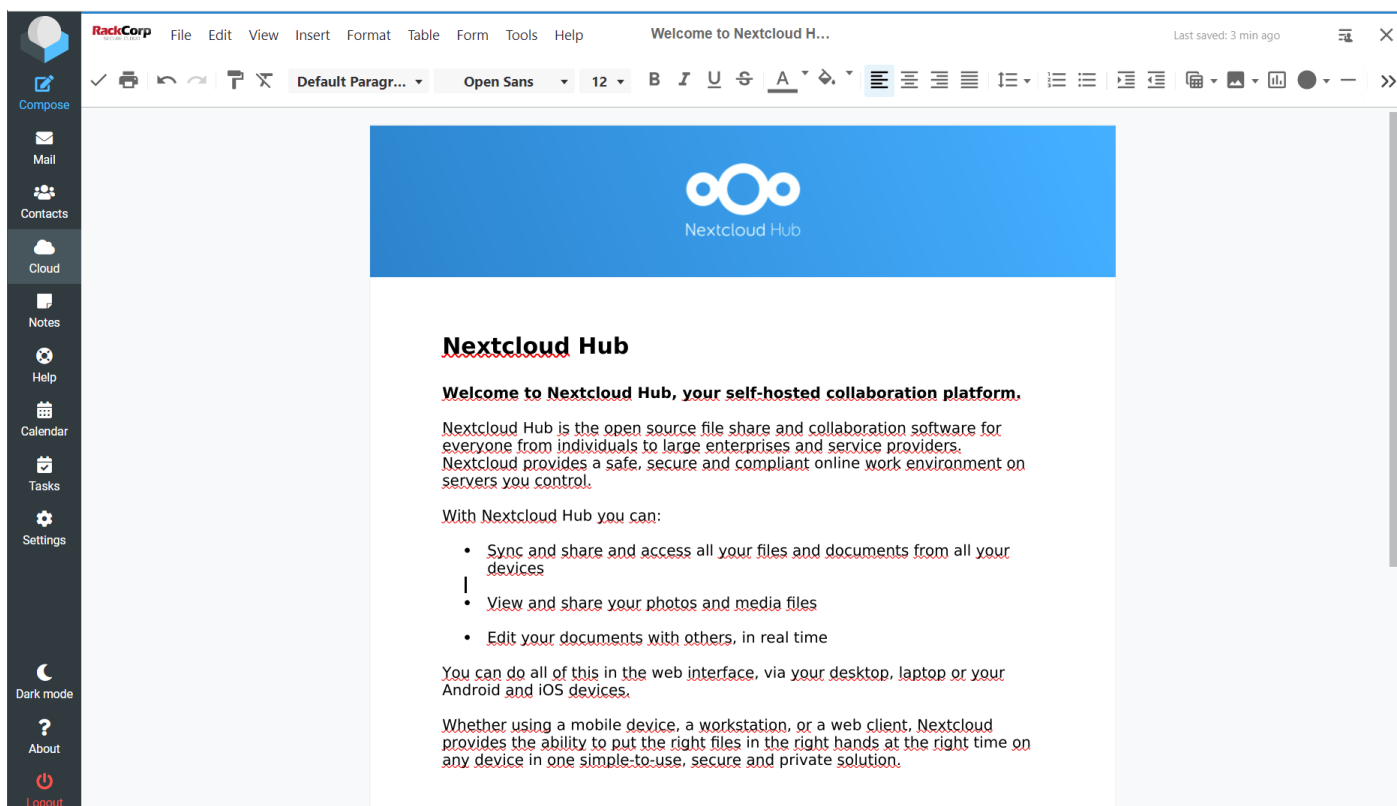 RackCorp
File Edit View Insert Format Table Form Tools Help
Welcome to Nextcloud H...
Last saved: 3 min ago
Default Paragr...
Open Sans
12
B I U S A
Compose
Mail
Contacts
Cloud
Notes
Help
Calendar
Tasks
Settings
Dark mode
About
Logout
Nextcloud Hub
Nextcloud Hub
Welcome to Nextcloud Hub, your self-hosted collaboration platform.
Nextcloud Hub is the open source file share and collaboration software for
everyone from individuals to large enterprises and service providers.
Nextcloud provides a safe, secure and compliant online work environment on
servers you control.
With Nextcloud Hub you can:
• Sync and share and access all your files and documents from all your
devices
• View and share your photos and media files
• Edit your documents with others, in real time
You can do all of this in the web interface, via your desktop, laptop or your
Android and iOS devices.
Whether using a mobile device, a workstation, or a web client, Nextcloud
provides the ability to put the right files in the right hands at the right time on
any device in one simple-to-use, secure and private solution.